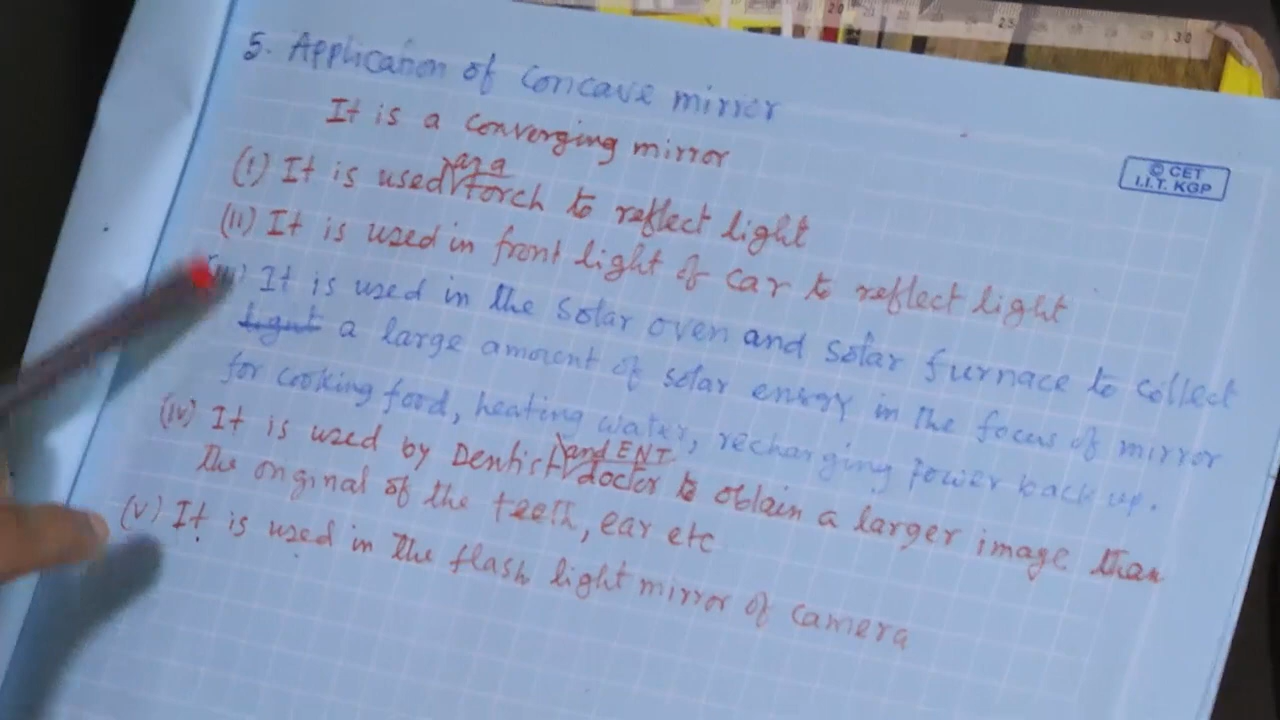 20 25 30
5. Application of Concave mirror
It is a converging mirror
© CET
I.I.T. KGP
(i) It is used as a torch to reflect light
(ii) It is used in front light of car to reflect light
(iii) It is used in the solar oven and solar furnace to collect
light a large amount of solar energy in the focus of mirror
for cooking food, heating water, recharging Power back up.
(iv) It is used by Dentist and ENT doctor to obtain a larger image than
the original of the teeth, ear etc
(v) It is used in the flash light mirror of camera